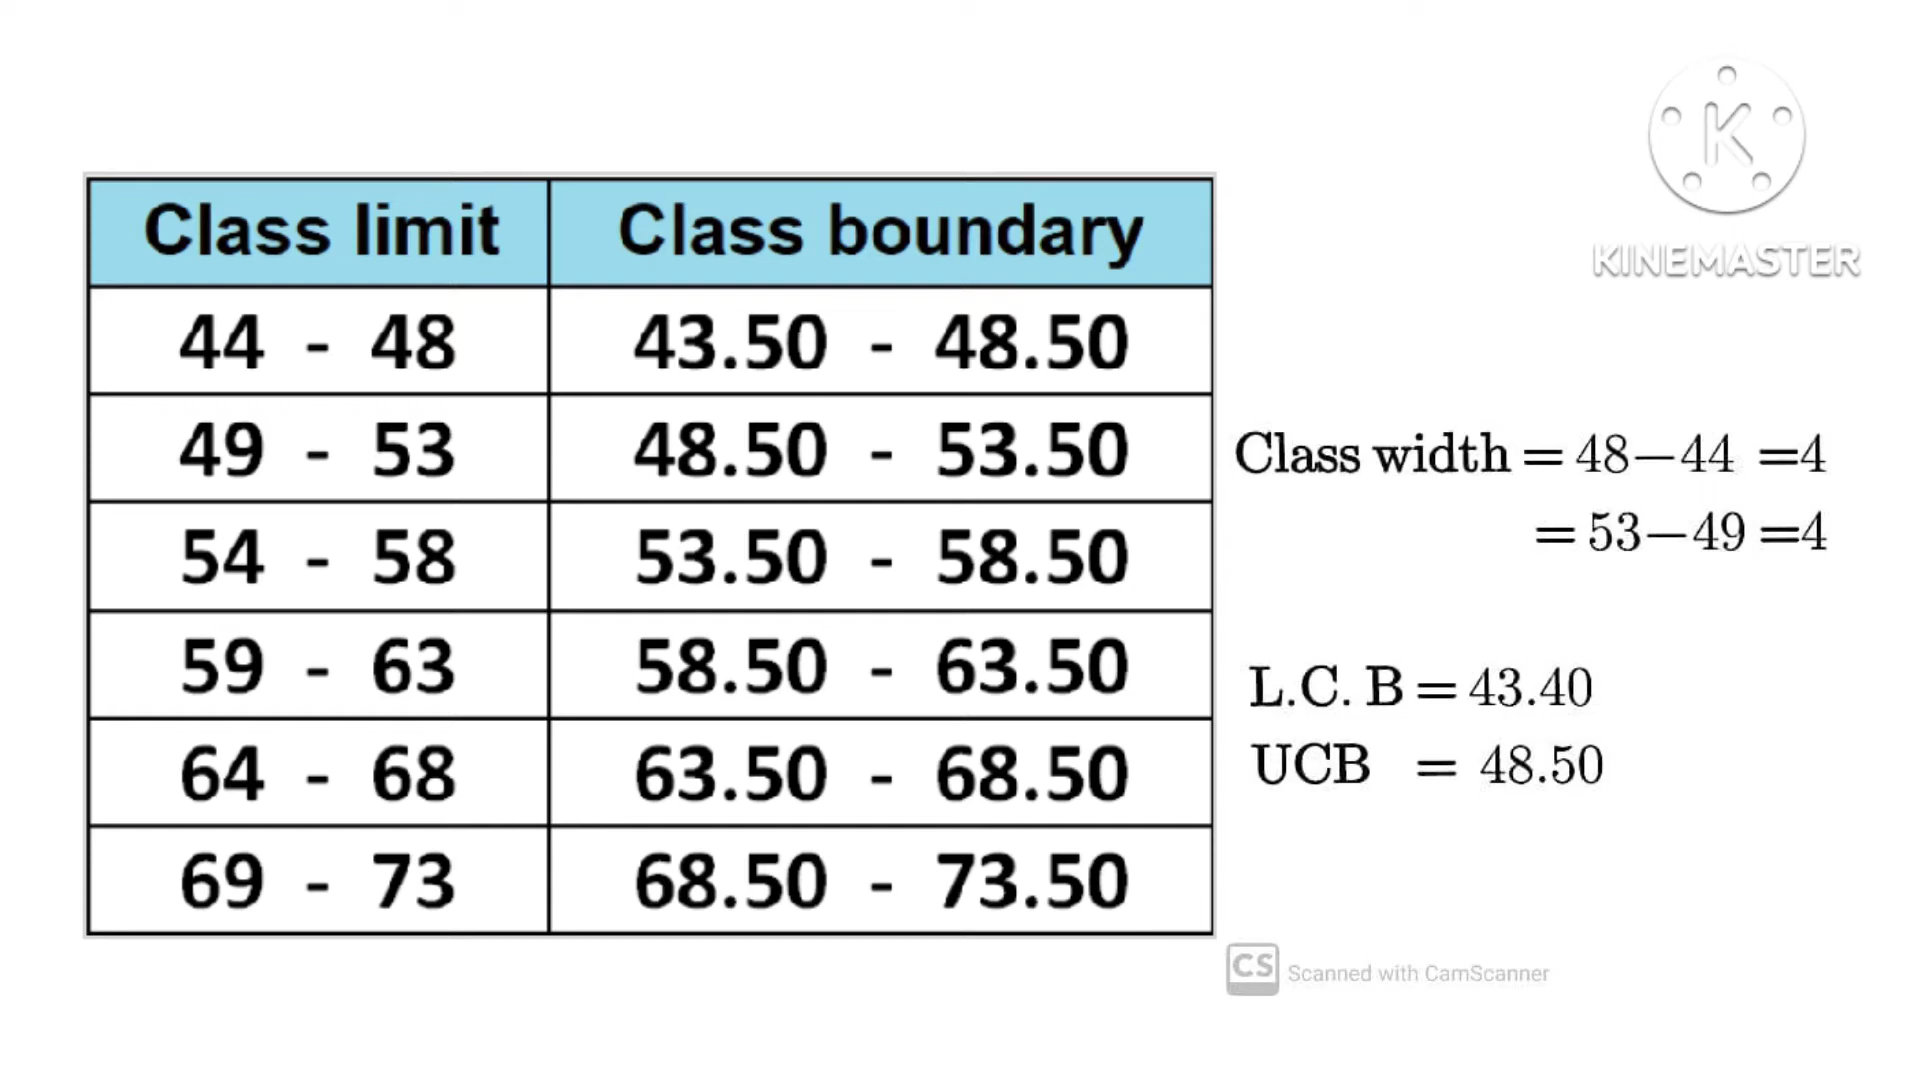 K
KINEMASTER
Class limit Class boundary
44 - 48 43.50 - 48.50
49 - 53 48.50 - 53.50
54 - 58 53.50 - 58.50
59 - 63 58.50 - 63.50
64 - 68 63.50 - 68.50
69 - 73 68.50 - 73.50
Class width = 48−44 =4
= 53−49 =4
L.C. B = 43.40
UCB = 48.50
CS Scanned with CamScanner